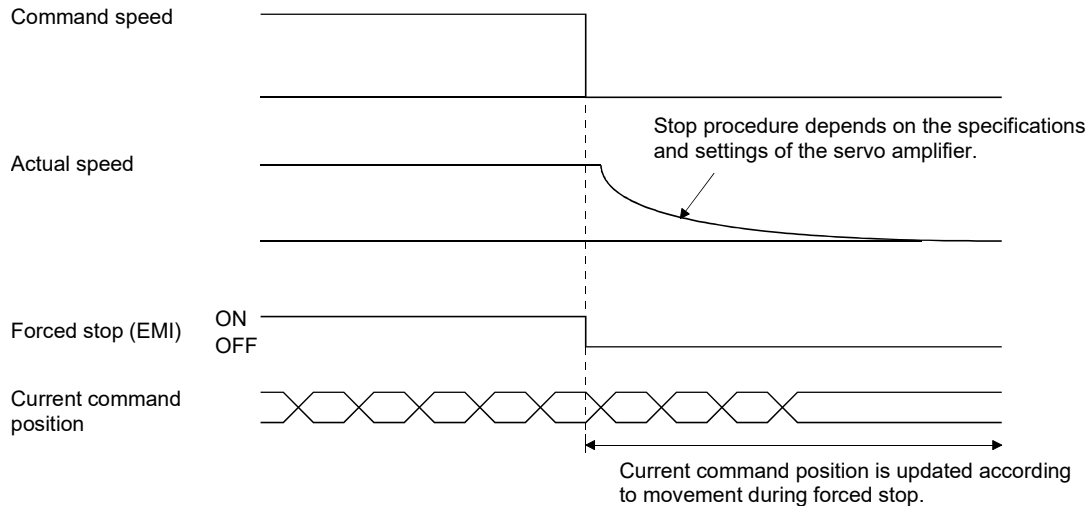 Command speed
Stop procedure depends on the specifications
and settings of the servo amplifier.
Actual speed
Forced stop (EMI)
ON
OFF
Current command
position
Current command position is updated according
to movement during forced stop.